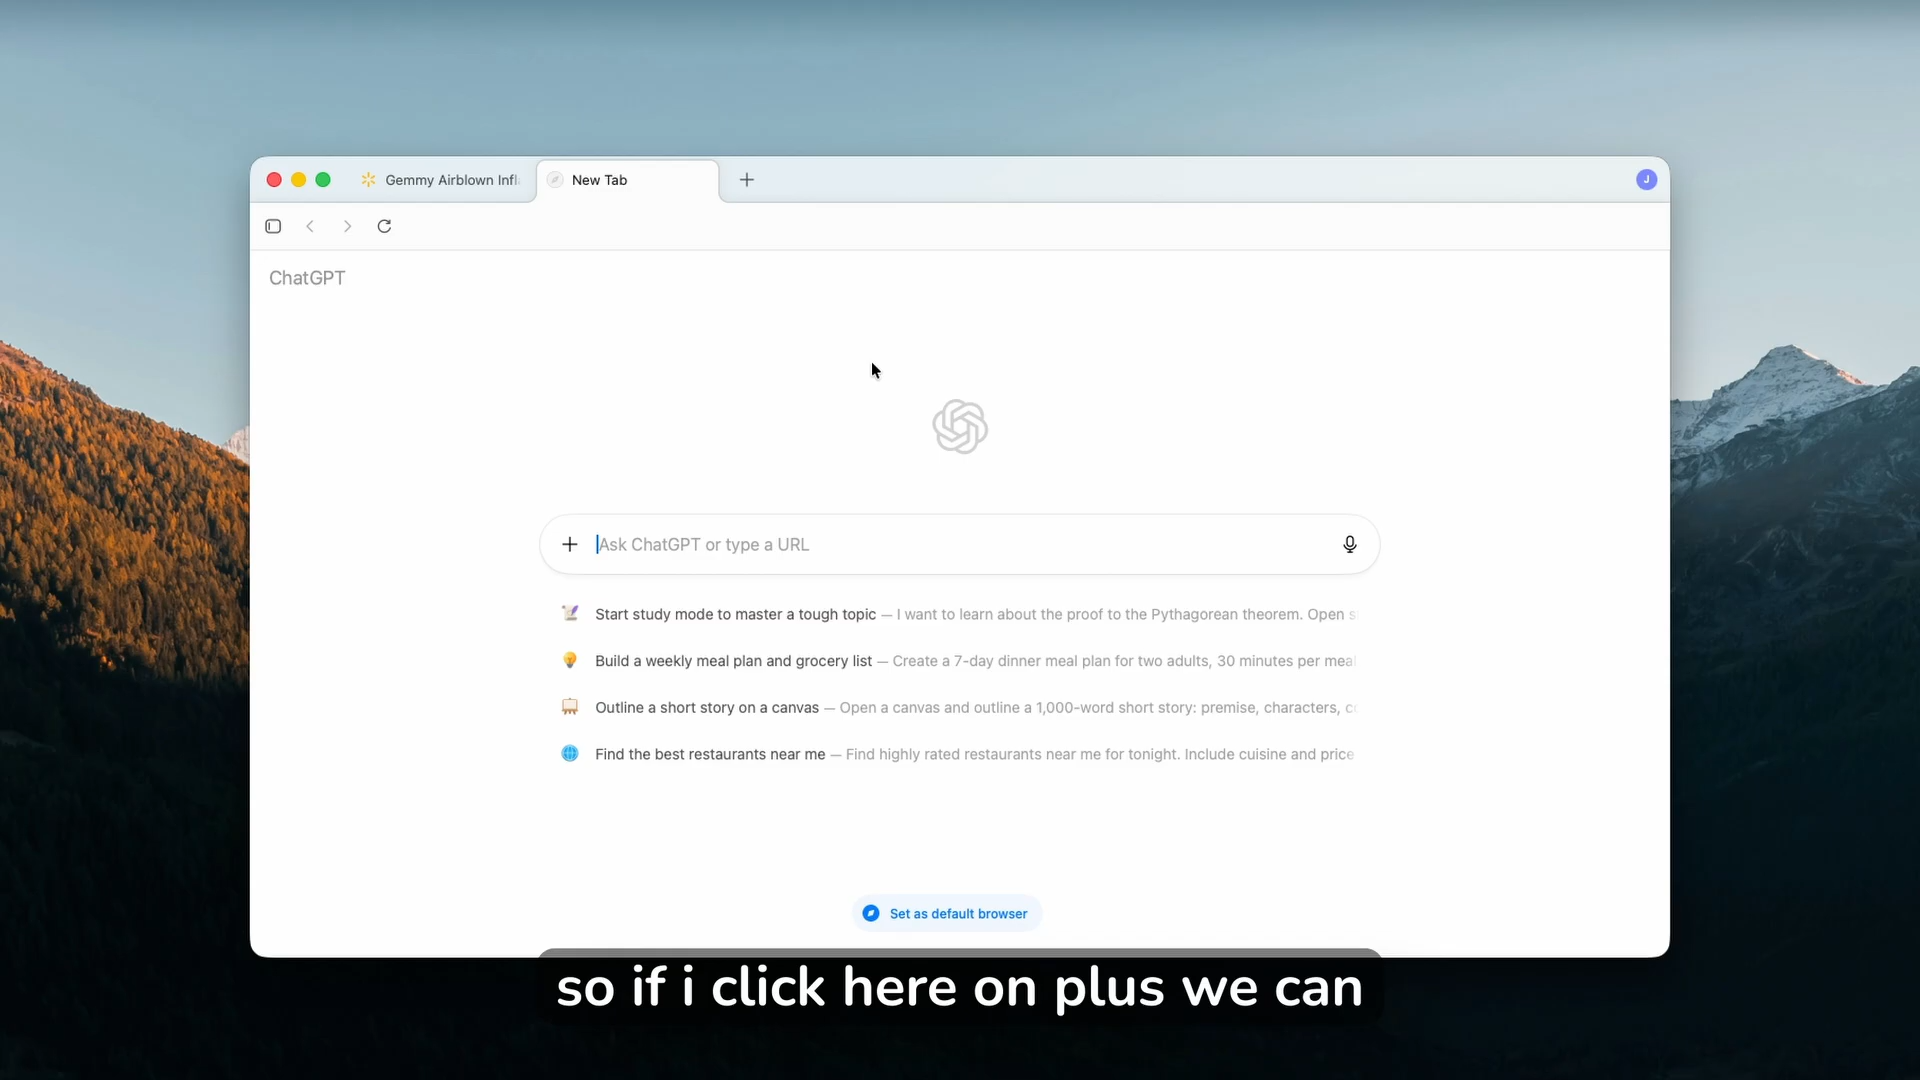 Gemmy Airblown Infl
New Tab
J
ChatGPT
Ask ChatGPT or type a URL
Start study mode to master a tough topic — I want to learn about the proof to the Pythagorean theorem. Open s
Build a weekly meal plan and grocery list — Create a 7-day dinner meal plan for two adults, 30 minutes per meal
Outline a short story on a canvas — Open a canvas and outline a 1,000-word short story: premise, characters, c
Find the best restaurants near me — Find highly rated restaurants near me for tonight. Include cuisine and price
Set as default browser
so if i click here on plus we can